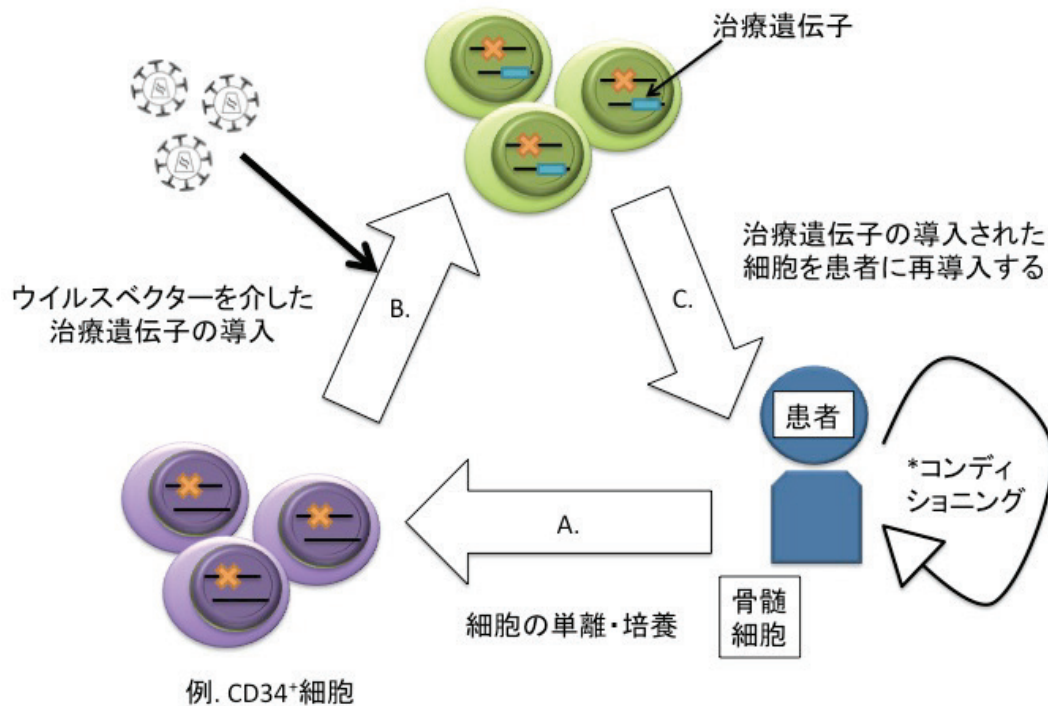 治療遺伝子
治療遺伝子の導入された
細胞を患者に再導入する
ウイルスベクターを介した
治療遺伝子の導入
B.
C.
患者
*コンディ
ショニング
A.
細胞の単離・培養
骨髄
細胞
例. CD34⁺細胞